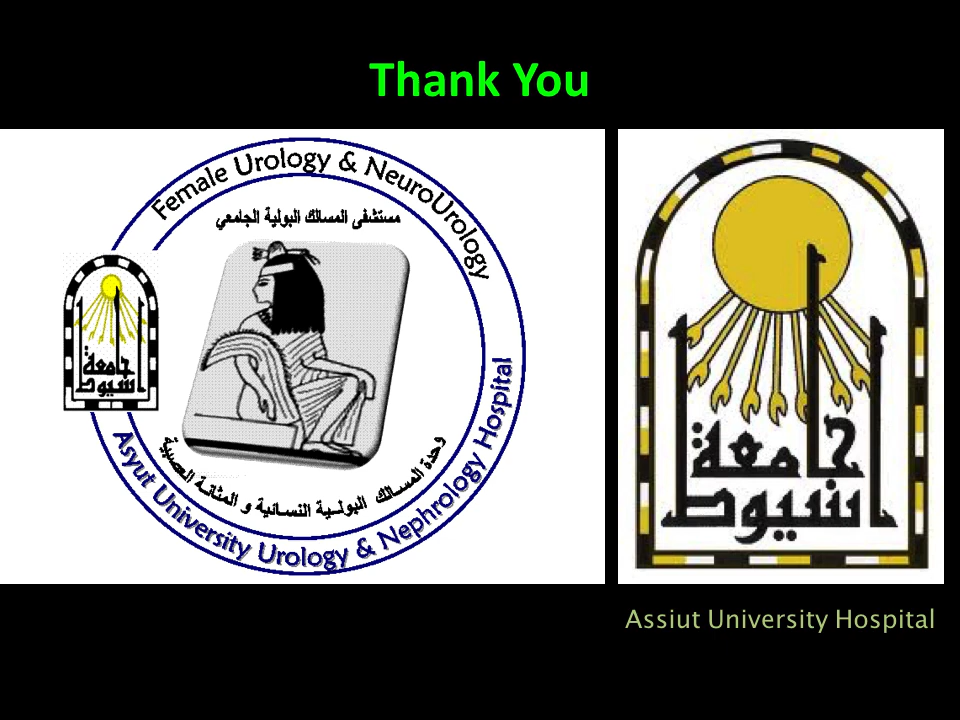 Thank You
Female Urology & NeuroUrology
مستشفى المسالك البولية الجامعي
جامعة
اسيوط
وحدة المسالك البولية النسائية و المثانة العصبية
Asyut University Urology & Nephrology Hospital
جامعة
اسيوط
Assiut University Hospital